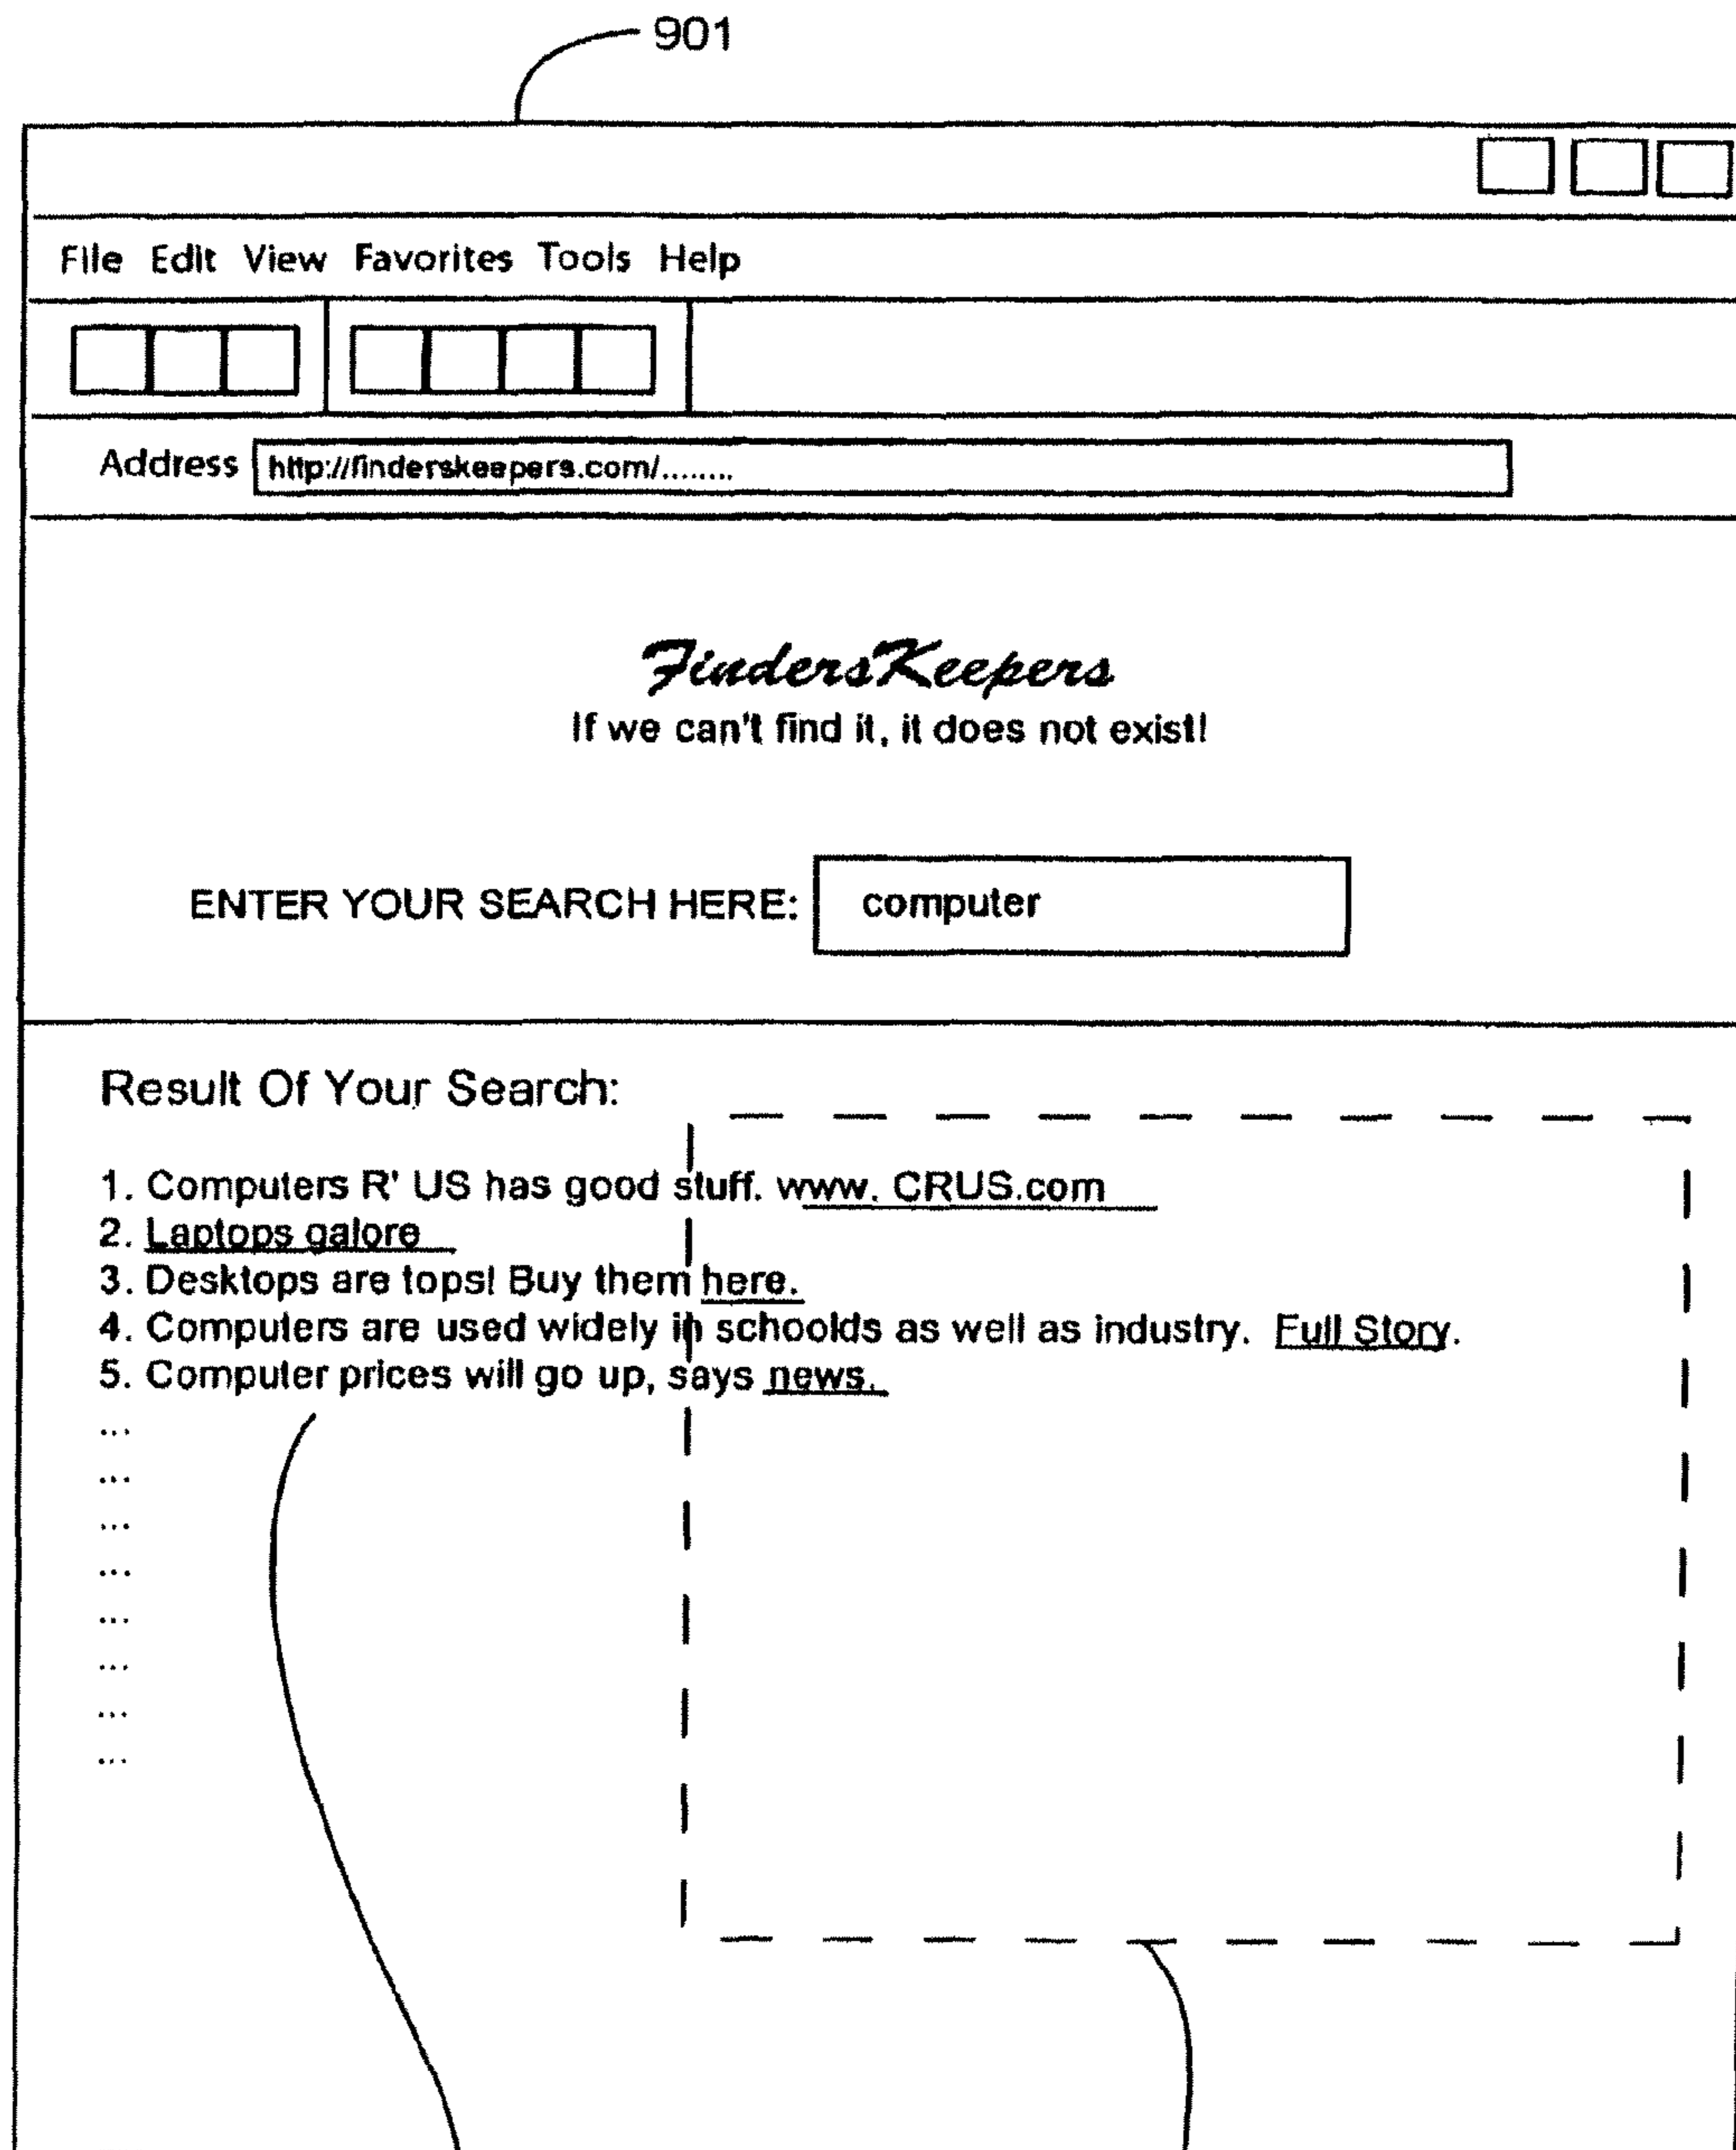 901
File Edit View Favorites Tools Help
Address http://finderskeepers.com/........
FindersKeepers
If we can't find it, it does not exist!
ENTER YOUR SEARCH HERE: computer
Result Of Your Search:
1. Computers R' US has good stuff. www. CRUS.com
2. Laptops galore
3. Desktops are tops! Buy them here.
4. Computers are used widely in schoolds as well as industry. Full Story.
5. Computer prices will go up, says news.
...
...
...
...
...
...
...
...